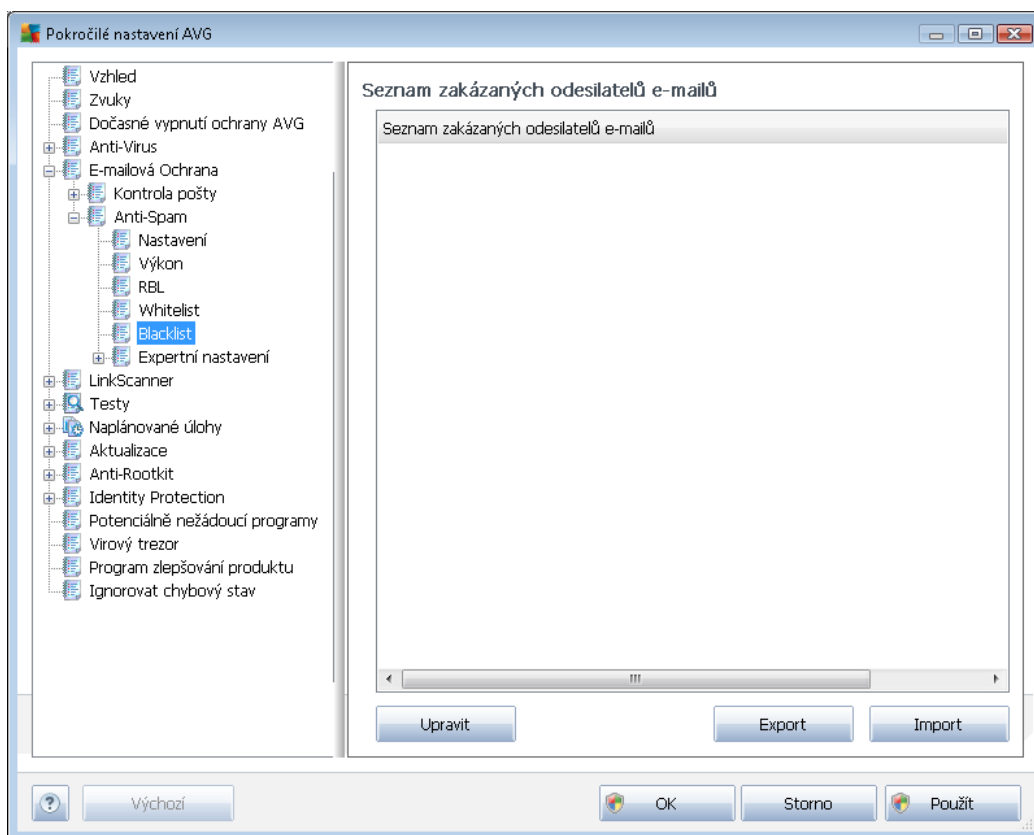 Pokročilé nastavení AVG
Vzhled
Zvuky
Dočasné vypnutí ochrany AVG
Anti-Virus
E-mailová Ochrana
Kontrola pošty
Anti-Spam
Nastavení
Výkon
RBL
Whitelist
Blacklist
Expertní nastavení
LinkScanner
Testy
Naplánované úlohy
Aktualizace
Anti-Rootkit
Identity Protection
Potenciálně nežádoucí programy
Virový trezor
Program zlepšování produktu
Ignorovat chybový stav
Seznam zakázaných odesilatelů e-mailů
Seznam zakázaných odesilatelů e-mailů
Upravit
Export
Import
Výchozí
OK
Storno
Použít